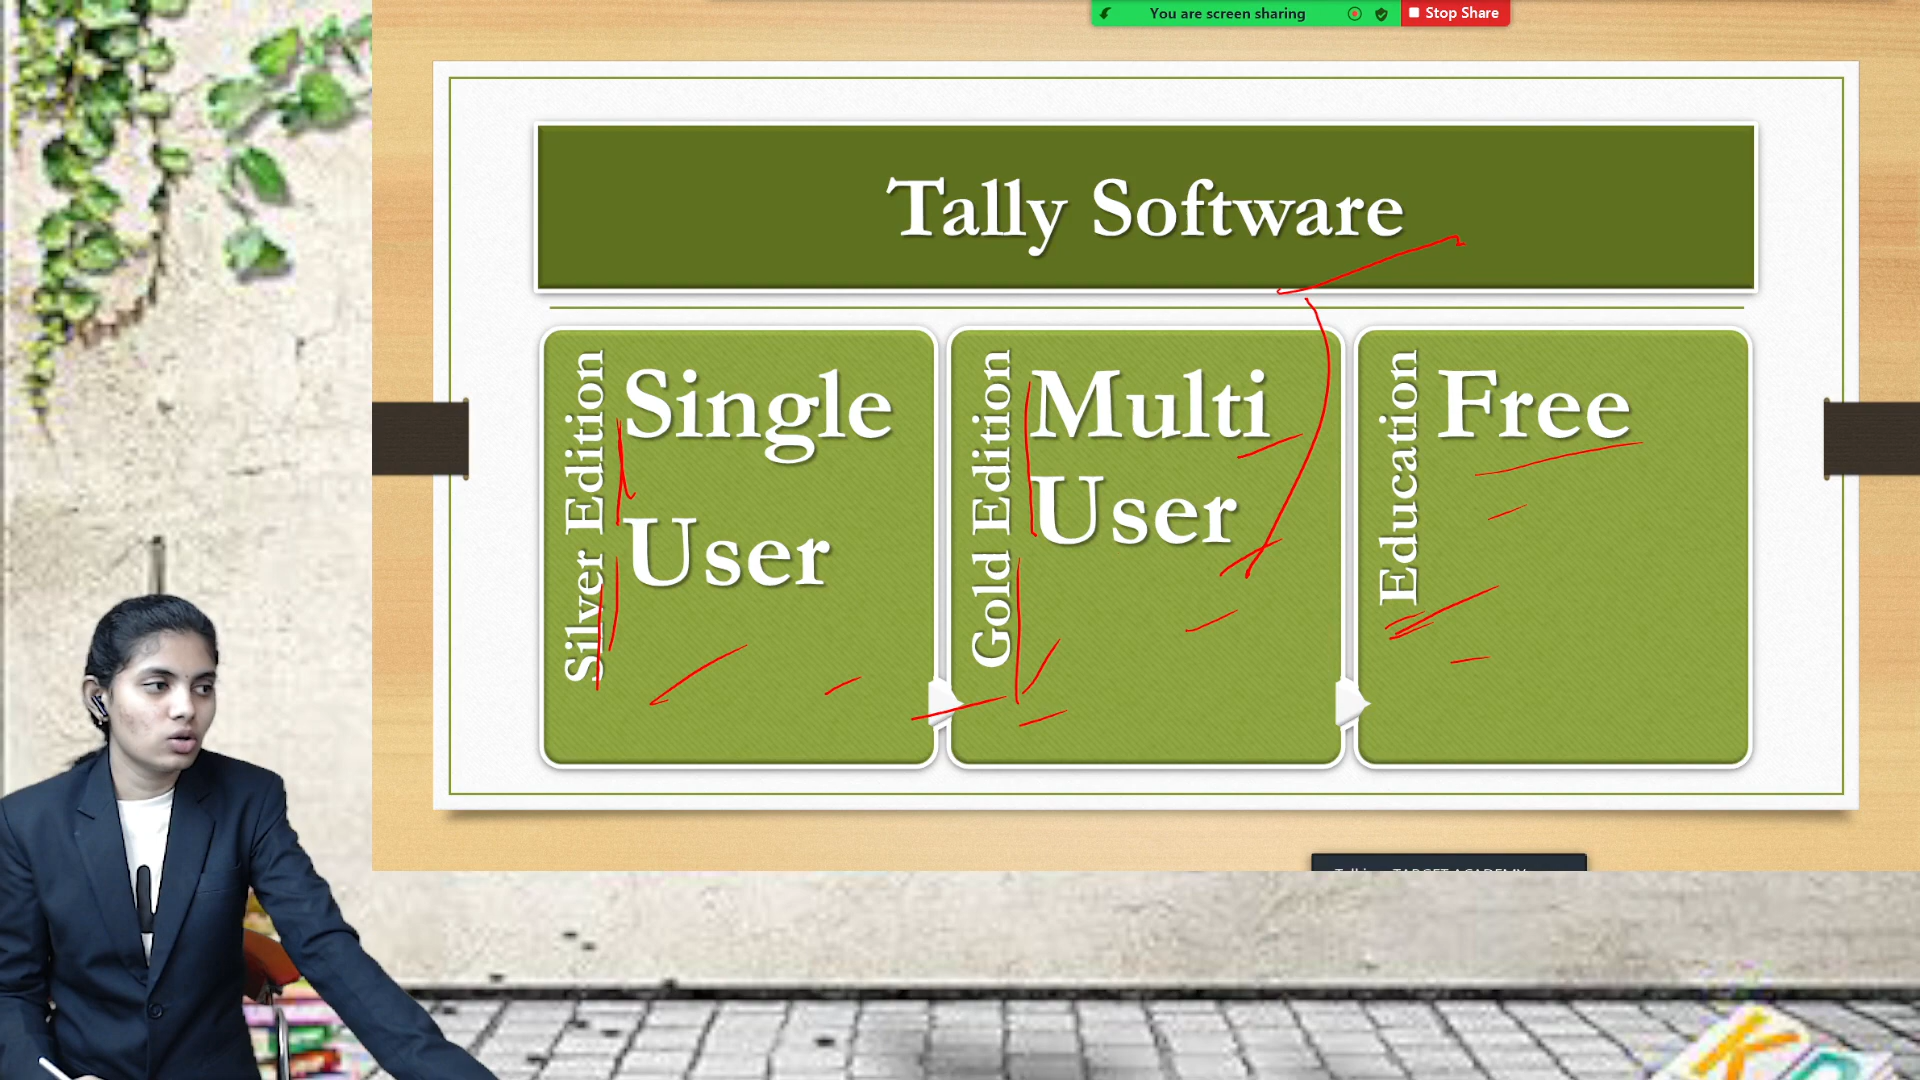 You are screen sharing
Stop Share
Tally Software
Silver Edition
Single
User
Gold Edition
Multi
User
Education
Free